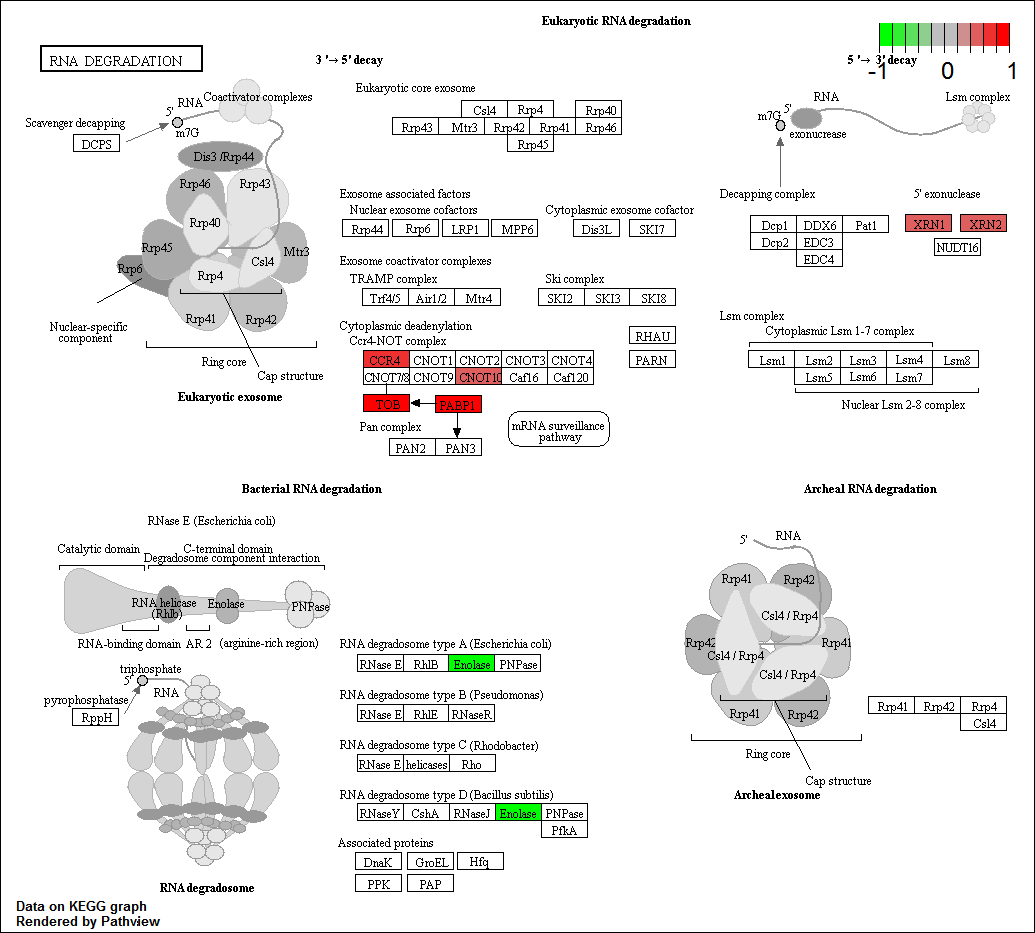 Eukaryotic RNA degradation
RNA DEGRADATION
3 '→ 5' decay
5 '→ 3' decay
-1 0 1
Eukaryotic core exosome
Csl4 Rrp4 Rrp40
Rrp43 Mtr3 Rrp42 Rrp41 Rrp46
Rrp45
5' RNA Coactivator complexes
m7G
Scavenger decapping
DCPS
Dis3 /Rrp44
Rrp46 Rrp43
Rrp40
Rrp45 Csl4 Mtr3
Rrp6 Rrp4
Rrp41 Rrp42
Nuclear-specific
component
Ring core
Cap structure
Eukaryotic exosome
Exosome associated factors
Nuclear exosome cofactors
Rrp44 Rrp6 LRP1 MPP6
Cytoplasmic exosome cofactor
Dis3L SKI7
Exosome coactivator complexes
TRAMP complex
Trf4/5 Air1/2 Mtr4
Ski complex
SKI2 SKI3 SKI8
Cytoplasmic deadenylation
Ccr4-NOT complex
CCR4 CNOT1 CNOT2 CNOT3 CNOT4
CNOT7/8 CNOT9 CNOT10 Caf16 Caf120
RHAU
PARN
TOB PABP1
Pan complex
PAN2 PAN3
mRNA surveillance
pathway
m7G 5' RNA Lsm complex
exonucrease
Decapping complex
Dcp1 DDX6 Pat1
Dcp2 EDC3
EDC4
5' exonuclease
XRN1 XRN2
NUDT16
Lsm complex
Cytoplasmic Lsm 1-7 complex
Lsm1 Lsm2 Lsm3 Lsm4 Lsm8
Lsm5 Lsm6 Lsm7
Nuclear Lsm 2-8 complex
Bacterial RNA degradation
RNase E (Escherichia coli)
Catalytic domain C-terminal domain
Degradosome component interaction
RNA helicase
(Rhlb)
Enolase
PNPase
RNA-binding domain AR 2 (arginine-rich region)
triphosphate
5'
RNA
pyrophosphatase
RppH
RNA degradosome
RNA degradosome type A (Escherichia coli)
RNase E RhlB Enolase PNPase
RNA degradosome type B (Pseudomonas)
RNase E RhlE RNaseR
RNA degradosome type C (Rhodobacter)
RNase E helicases Rho
RNA degradosome type D (Bacillus subtilis)
RNaseY CshA RNaseJ Enolase PNPase
PfkA
Associated proteins
DnaK GroEL Hfq
PPK PAP
Archeal RNA degradation
5' RNA
Rrp41 Rrp42
Csl4 / Rrp4
Rrp42 Csl4 / Rrp4 Rrp41
Csl4 / Rrp4
Rrp41 Rrp42
Ring core
Cap structure
Archeal exosome
Rrp41 Rrp42 Rrp4
Csl4
Data on KEGG graph
Rendered by Pathview